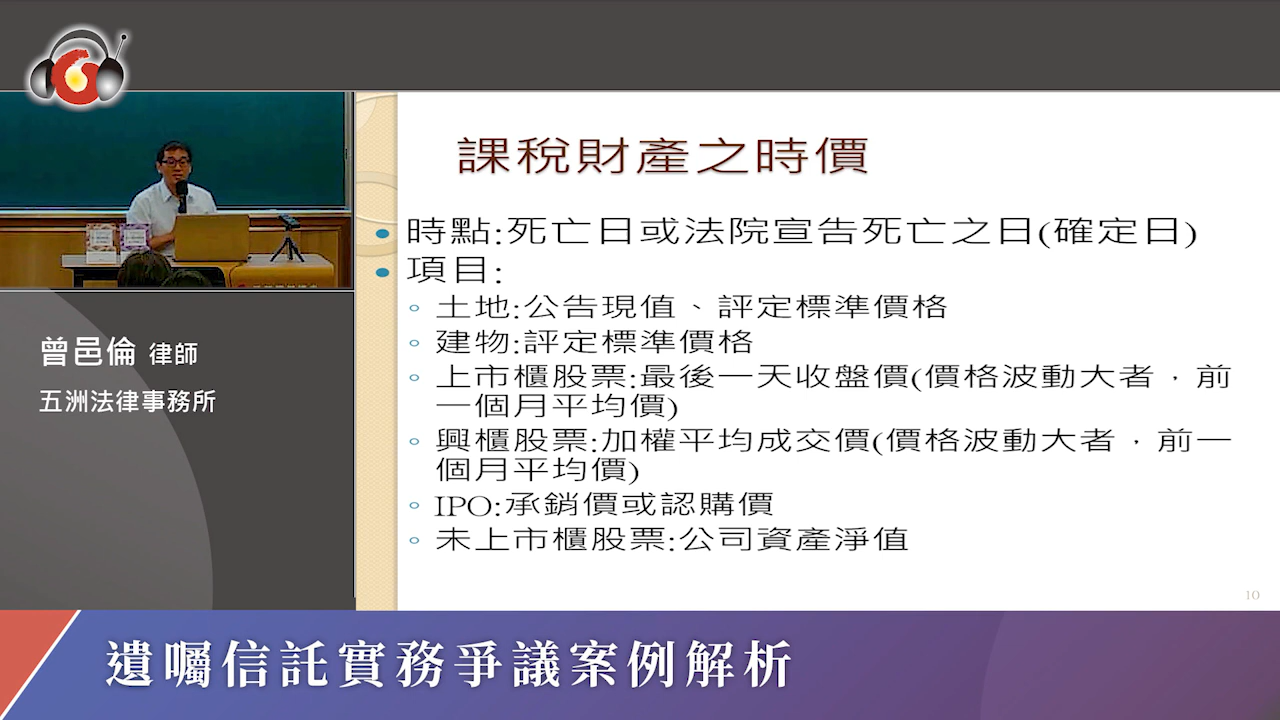 課稅財產之時價
時點:死亡日或法院宣告死亡之日(確定日)
項目:
土地:公告現值、評定標準價格
建物:評定標準價格
上市櫃股票:最後一天收盤價(價格波動大者，前
一個月平均價)
興櫃股票:加權平均成交價(價格波動大者，前一
個月平均價)
IPO:承銷價或認購價
未上市櫃股票:公司資產淨值
10
曾邑倫 律師
五洲法律事務所
遺囑信託實務爭議案例解析